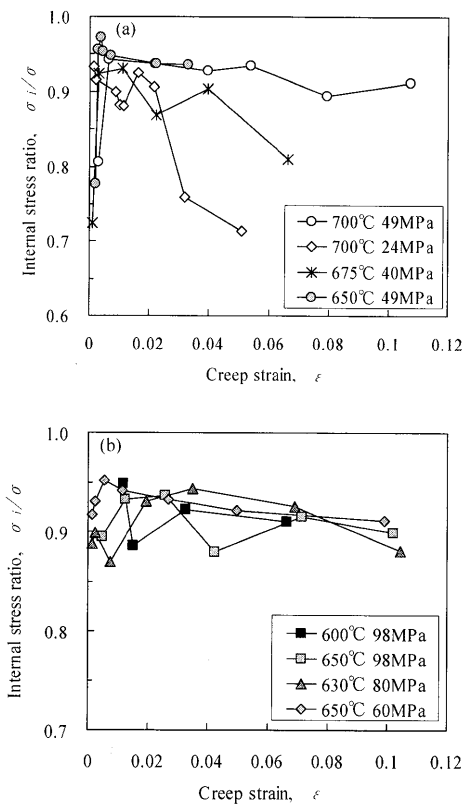 (a)
1.0
0.9
0.8
0.7
0.6
Internal stress ratio, σi/σ
0 0.02 0.04 0.06 0.08 0.1 0.12
Creep strain, ε
700℃ 49MPa
700℃ 24MPa
675℃ 40MPa
650℃ 49MPa
(b)
1.0
0.9
0.8
0.7
Internal stress ratio, σi/σ
0 0.02 0.04 0.06 0.08 0.1 0.12
Creep strain, ε
600℃ 98MPa
650℃ 98MPa
630℃ 80MPa
650℃ 60MPa